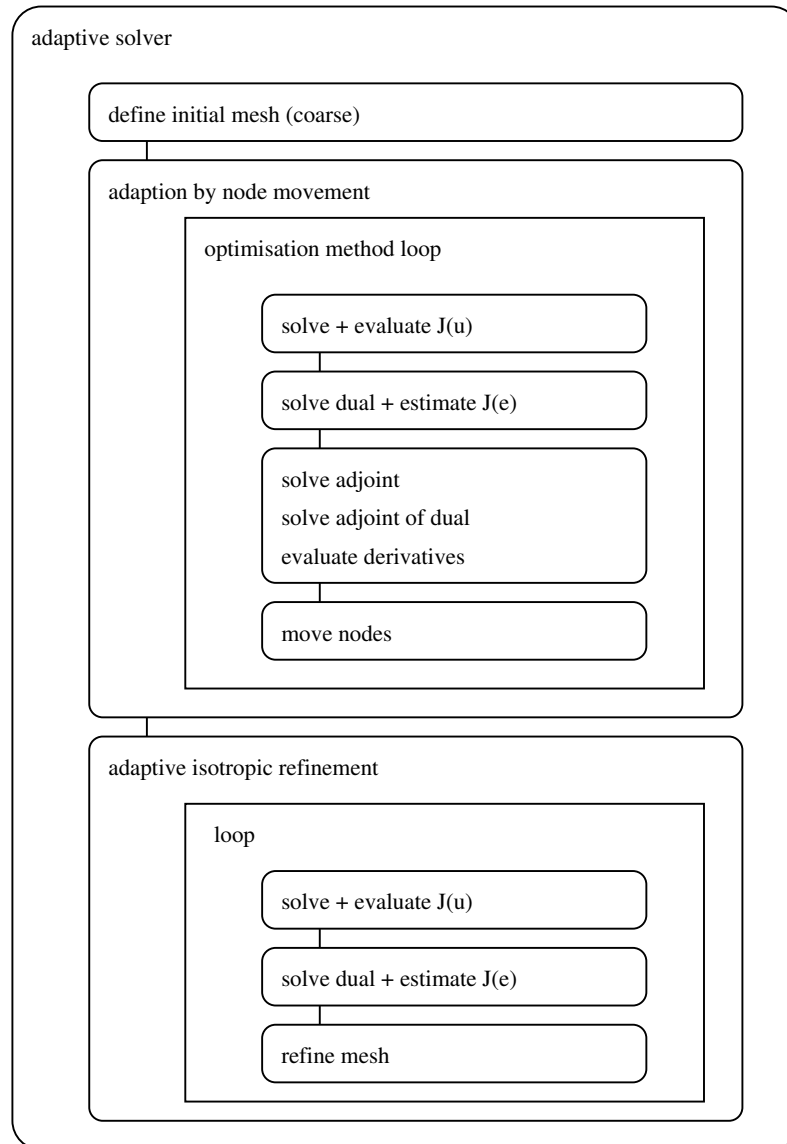 adaptive solver
define initial mesh (coarse)
adaption by node movement
optimisation method loop
solve + evaluate J(u)
solve dual + estimate J(e)
solve adjoint
solve adjoint of dual
evaluate derivatives
move nodes
adaptive isotropic refinement
loop
solve + evaluate J(u)
solve dual + estimate J(e)
refine mesh